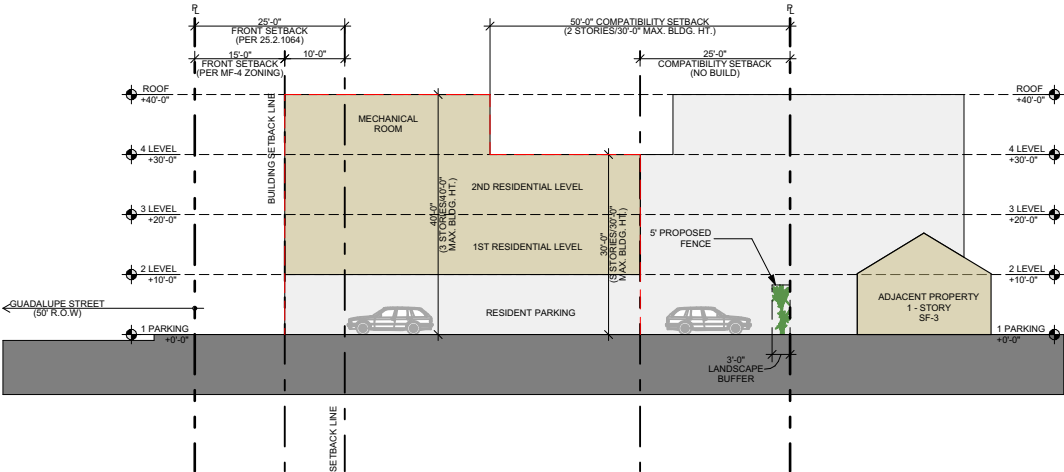 PL
PL
25'-0"
FRONT SETBACK
(PER 25.2.1064)
50'-0" COMPATIBILITY SETBACK
(2 STORIES/30'-0" MAX. BLDG. HT.)
15'-0"
FRONT SETBACK
(PER MF-4 ZONING)
10'-0"
25'-0"
COMPATIBILITY SETBACK
(NO BUILD)
ROOF
+40'-0"
ROOF
+40'-0"
BUILDING SETBACK LINE
MECHANICAL
ROOM
4 LEVEL
+30'-0"
4 LEVEL
+30'-0"
2ND RESIDENTIAL LEVEL
3 LEVEL
+20'-0"
3 LEVEL
+20'-0"
40'-0"
(3 STORIES/40'-0"
MAX. BLDG. HT.)
30'-0"
(S STORIES/30'-0"
MAX. BLDG. HT.)
1ST RESIDENTIAL LEVEL
5' PROPOSED
FENCE
2 LEVEL
+10'-0"
2 LEVEL
+10'-0"
GUADALUPE STREET
(50' R.O.W)
RESIDENT PARKING
ADJACENT PROPERTY
1 - STORY
SF-3
1 PARKING
+0'-0"
1 PARKING
+0'-0"
3'-0"
LANDSCAPE
BUFFER
SETBACK LINE